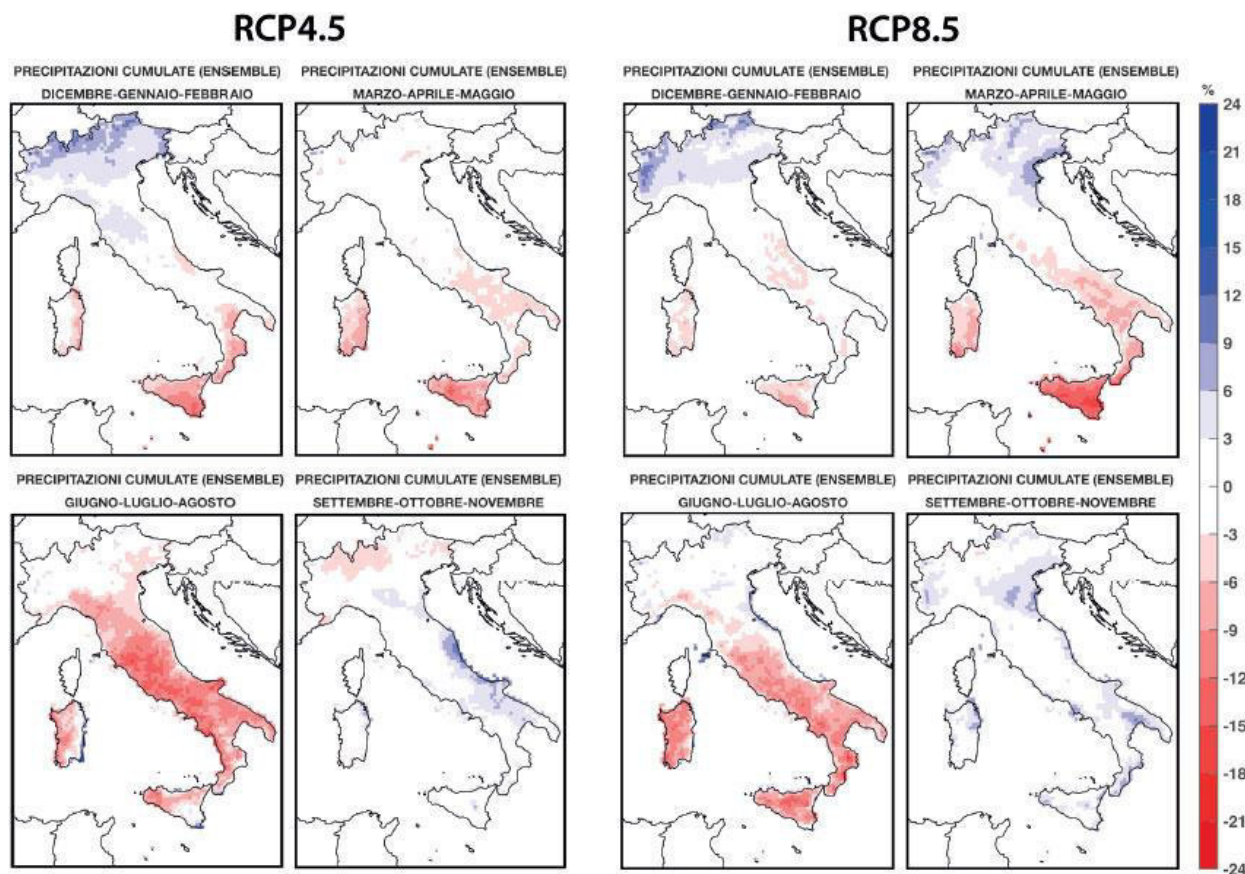 RCP4.5
RCP8.5
PRECIPITAZIONI CUMULATE (ENSEMBLE)
DICEMBRE-GENNAIO-FEBBRAIO
PRECIPITAZIONI CUMULATE (ENSEMBLE)
MARZO-APRILE-MAGGIO
PRECIPITAZIONI CUMULATE (ENSEMBLE)
DICEMBRE-GENNAIO-FEBBRAIO
PRECIPITAZIONI CUMULATE (ENSEMBLE)
MARZO-APRILE-MAGGIO
PRECIPITAZIONI CUMULATE (ENSEMBLE)
GIUGNO-LUGLIO-AGOSTO
PRECIPITAZIONI CUMULATE (ENSEMBLE)
SETTEMBRE-OTTOBRE-NOVEMBRE
PRECIPITAZIONI CUMULATE (ENSEMBLE)
GIUGNO-LUGLIO-AGOSTO
PRECIPITAZIONI CUMULATE (ENSEMBLE)
SETTEMBRE-OTTOBRE-NOVEMBRE
%
24
21
18
15
12
9
6
3
0
-3
-6
-9
-12
-15
-18
-21
-24